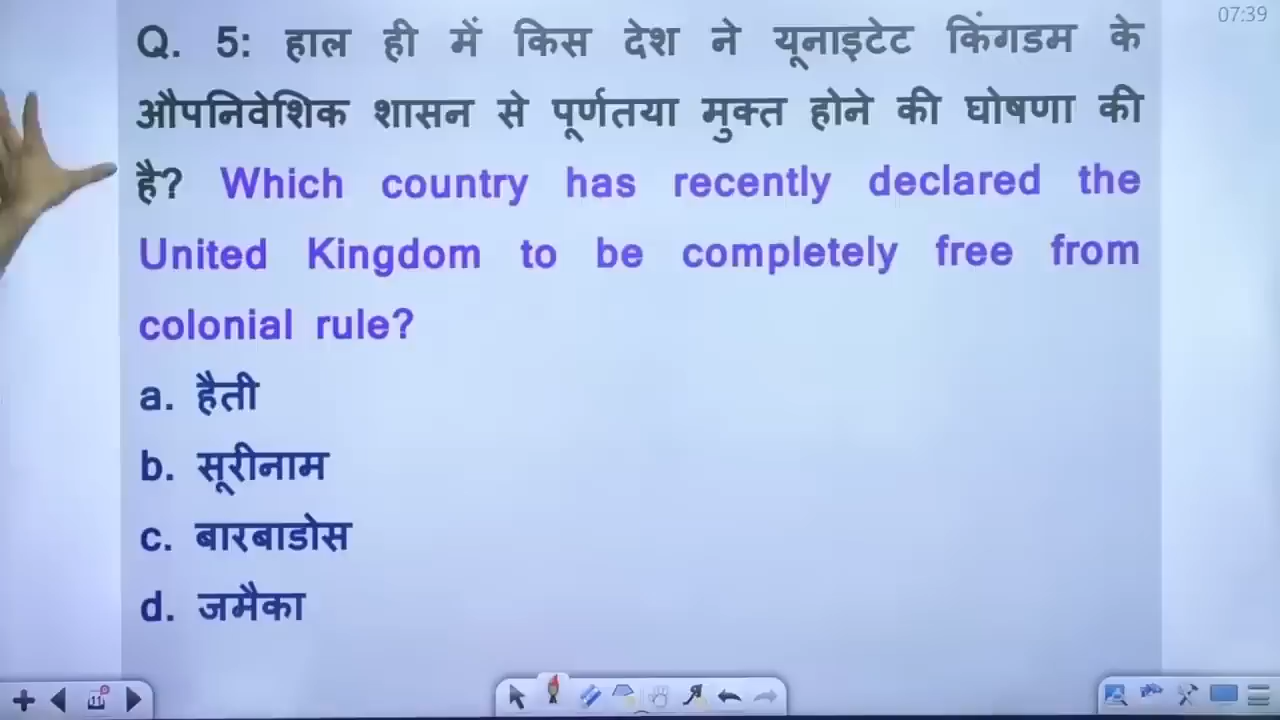 07:39
Q. 5: हाल ही में किस देश ने यूनाइटेट किंगडम के
औपनिवेशिक शासन से पूर्णतया मुक्त होने की घोषणा की
है? Which country has recently declared the
United Kingdom to be completely free from
colonial rule?
a. हैती
b. सूरीनाम
c. बारबाडोस
d. जमैका